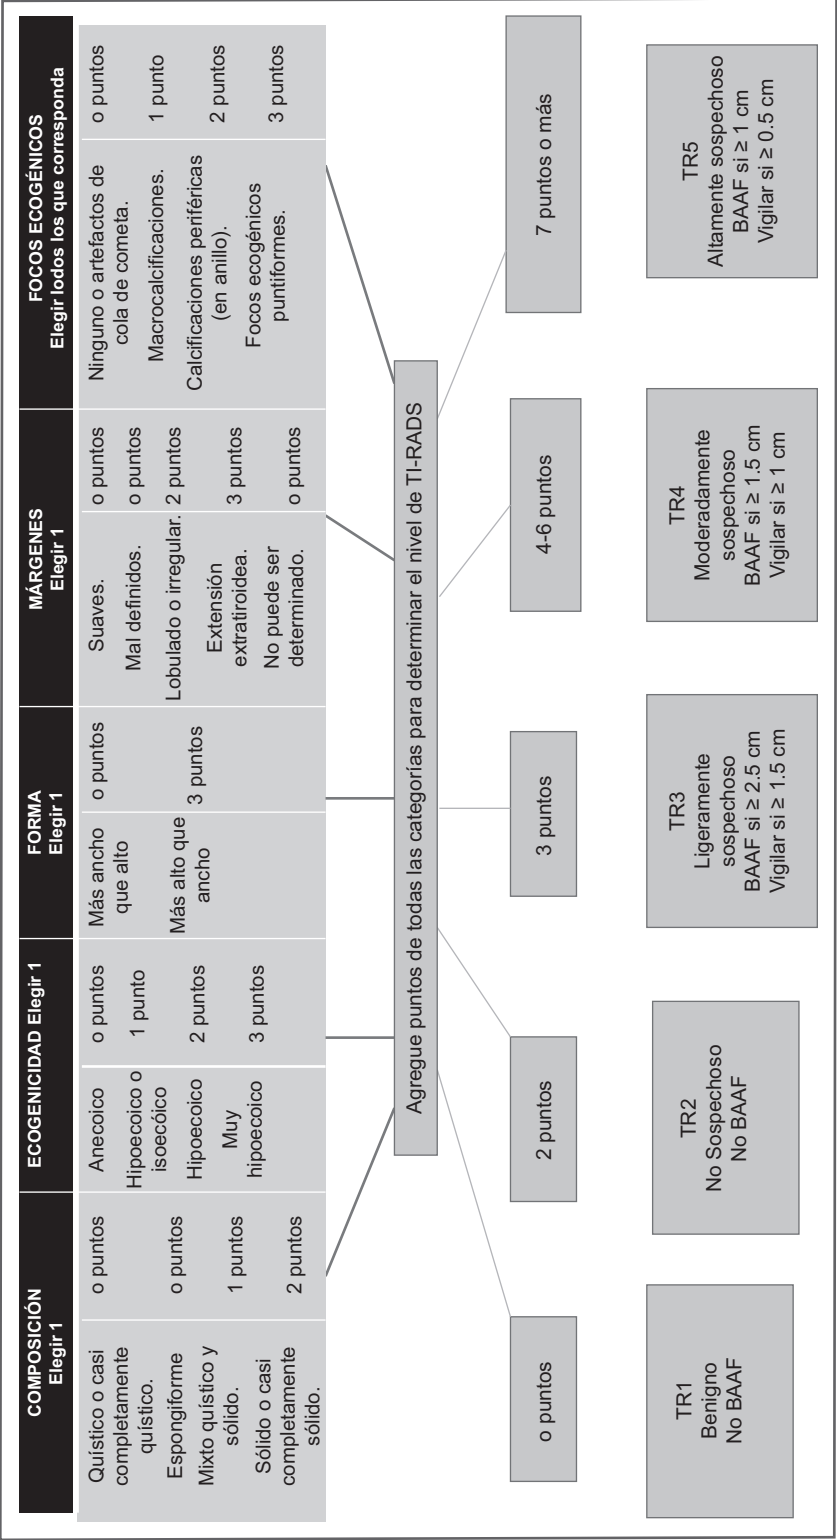 COMPOSICIÓN
Elegir 1
Quístico o casi
completamente
quístico.
o puntos
Espongiforme
o puntos
Mixto quístico y
sólido.
1 puntos
Sólido o casi
completamente
sólido.
2 puntos
ECOGENICIDAD Elegir 1
Anecoico
o puntos
Hipoecoico o
isoecóico
1 punto
Hipoecoico
2 puntos
Muy
hipoecoico
3 puntos
FORMA
Elegir 1
Más ancho
que alto
o puntos
Más alto que
ancho
3 puntos
MÁRGENES
Elegir 1
Suaves.
o puntos
Mal definidos.
o puntos
Lobulado o irregular.
2 puntos
Extensión
extratiroidea.
3 puntos
No puede ser
determinado.
o puntos
FOCOS ECOGÉNICOS
Elegir lodos los que corresponda
Ninguno o artefactos de
cola de cometa.
o puntos
Macrocalcificaciones.
1 punto
Calcificaciones periféricas
(en anillo).
2 puntos
Focos ecogénicos
puntiformes.
3 puntos
Agregue puntos de todas las categorías para determinar el nivel de TI-RADS
o puntos
2 puntos
3 puntos
4-6 puntos
7 puntos o más
TR1
Benigno
No BAAF
TR2
No Sospechoso
No BAAF
TR3
Ligeramente
sospechoso
BAAF si ≥ 2.5 cm
Vigilar si ≥ 1.5 cm
TR4
Moderadamente
sospechoso
BAAF si ≥ 1.5 cm
Vigilar si ≥ 1 cm
TR5
Altamente sospechoso
BAAF si ≥ 1 cm
Vigilar si ≥ 0.5 cm